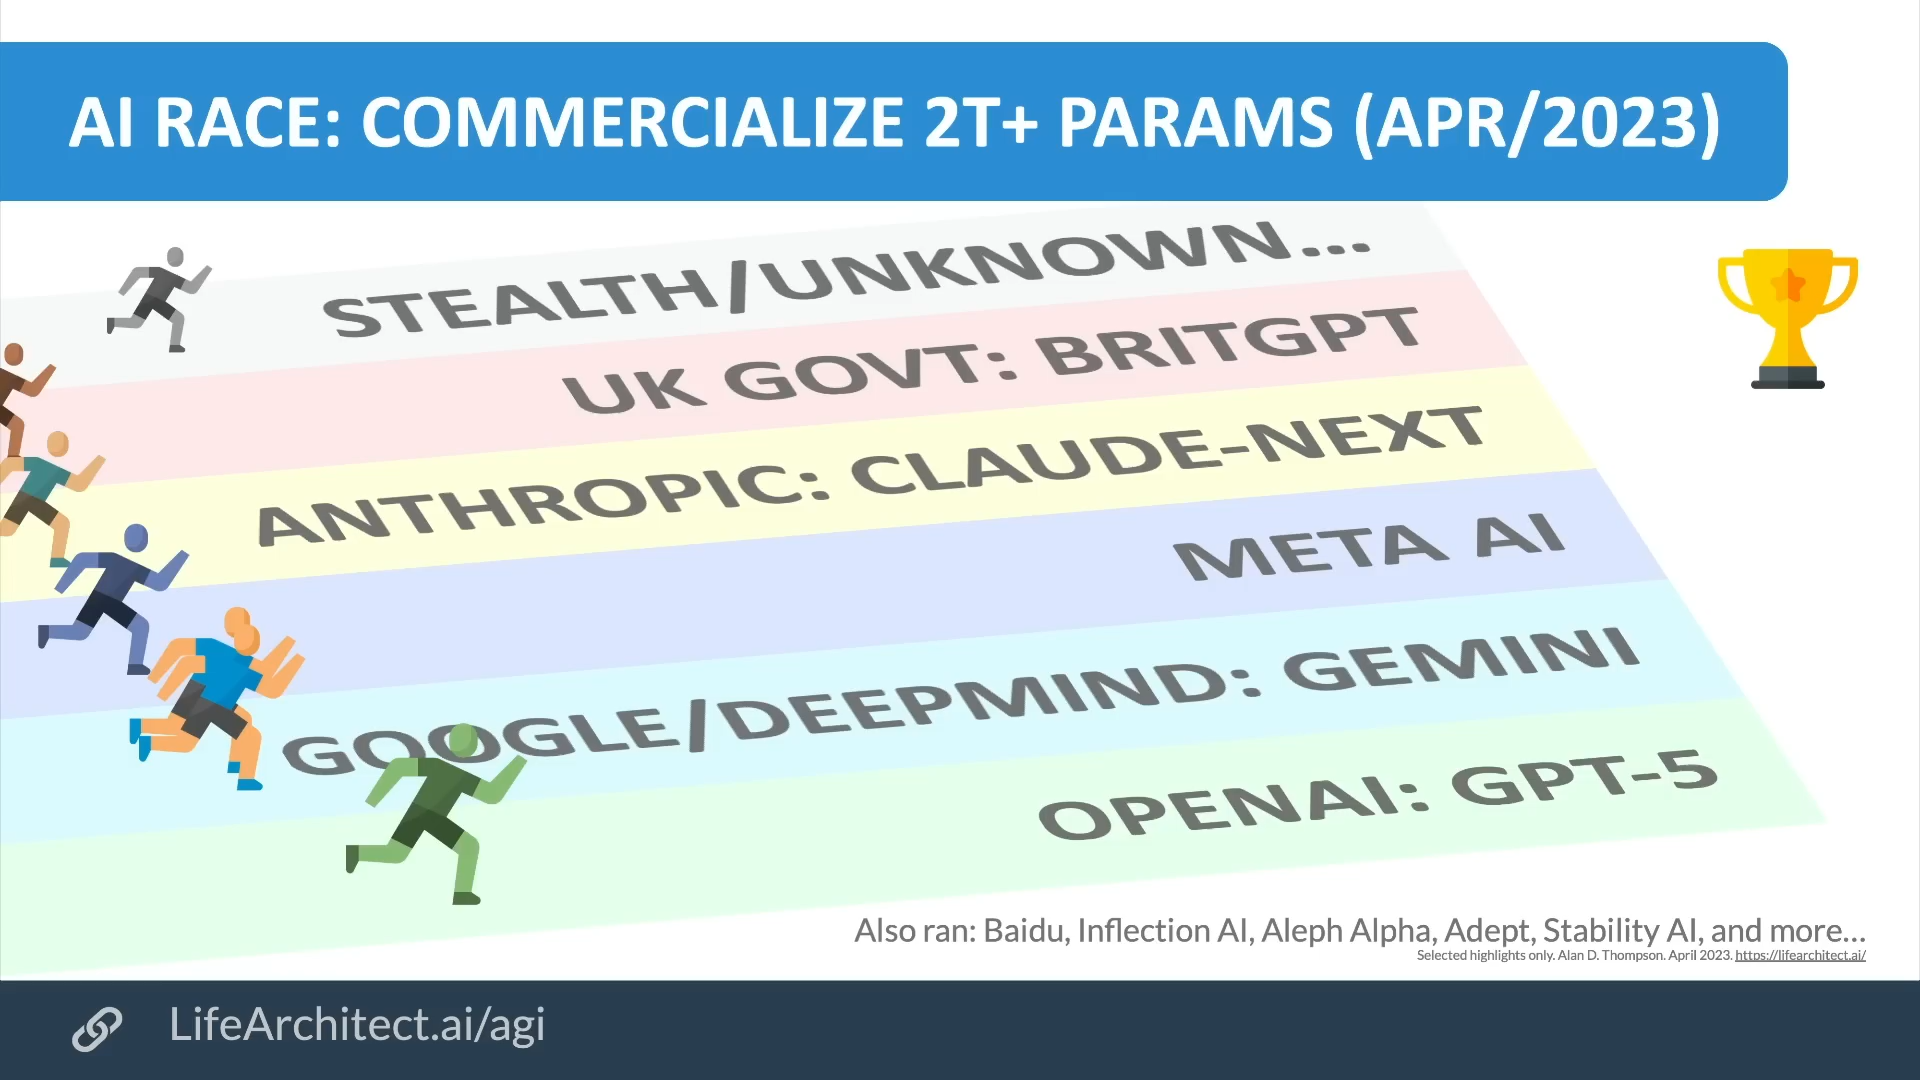 AI RACE: COMMERCIALIZE 2T+ PARAMS (APR/2023)
STEALTH/UNKNOWN...
UK GOVT: BRITGPT
ANTHROPIC: CLAUDE-NEXT
META AI
GOOGLE/DEEPMIND: GEMINI
OPENAI: GPT-5
Also ran: Baidu, Inflection AI, Aleph Alpha, Adept, Stability AI, and more...
Selected highlights only. Alan D. Thompson. April 2023. https://lifearchitect.ai/
LifeArchitect.ai/agi